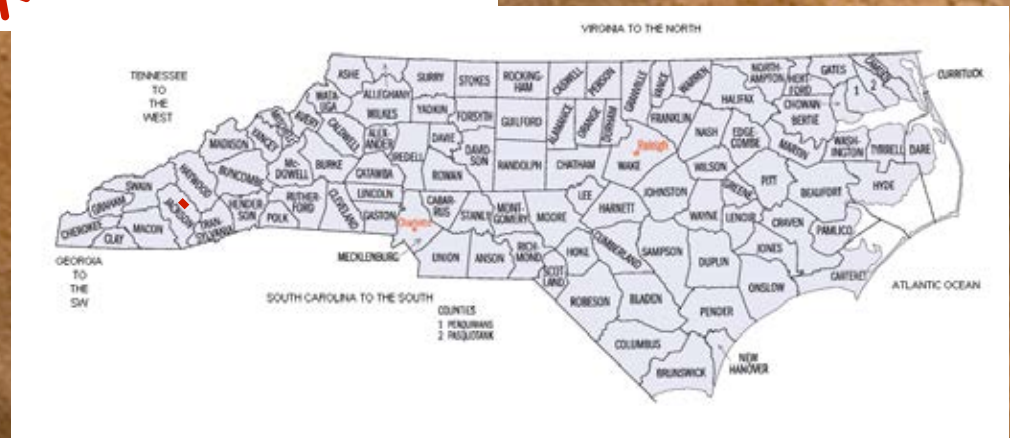 VIRGINIA TO THE NORTH
TENNESSEE
TO
THE
WEST
ASHE
ALLEGHANY
SURRY
STOKES
ROCKING-
HAM
CASWELL
PERSON
GRANVILLE
VANCE
WARREN
NORTH-
AMPTON
HERT
FORD
GATES
CAMDEN
CURRITUCK
1
2
WATA
UGA
WILKES
YADKIN
FORSYTH
GUILFORD
ALAMANCE
ORANGE
DURHAM
FRANKLIN
HALIFAX
CHOWAN
BERTIE
MITCHELL
AVERY
CALDWELL
ALEX-
ANDER
IREDELL
DAVIE
DAVID-
SON
RANDOLPH
CHATHAM
Raleigh
WAKE
NASH
EDGE-
COMBE
MARTIN
WASH-
INGTON
TYRRELL
DARE
MADISON
YANCEY
Mc-
DOWELL
BURKE
CATAWBA
ROWAN
WILSON
PITT
BEAUFORT
HYDE
SWAIN
HAYWOOD
BUNCOMBE
RUTHER-
FORD
CLEVELAND
LINCOLN
CABAR-
RUS
STANLY
MONT-
GOMERY
MOORE
LEE
HARNETT
JOHNSTON
GREENE
GRAHAM
JACKSON
HENDER-
SON
POLK
GASTON
Charlotte
WAYNE
LENOIR
CRAVEN
PAMLICO
CHEROKEE
CLAY
MACON
TRAN-
SYLVANIA
MECKLENBURG
UNION
ANSON
RICH-
MOND
HOKE
CUMBERLAND
SAMPSON
DUPLIN
JONES
CARTERET
SCOT
LAND
GEORGIA
TO
THE
SW
SOUTH CAROLINA TO THE SOUTH
ROBESON
BLADEN
PENDER
ONSLOW
ATLANTIC OCEAN
COUNTIES
1 PERQUIMANS
2 PASQUOTANK
COLUMBUS
NEW
HANOVER
BRUNSWICK